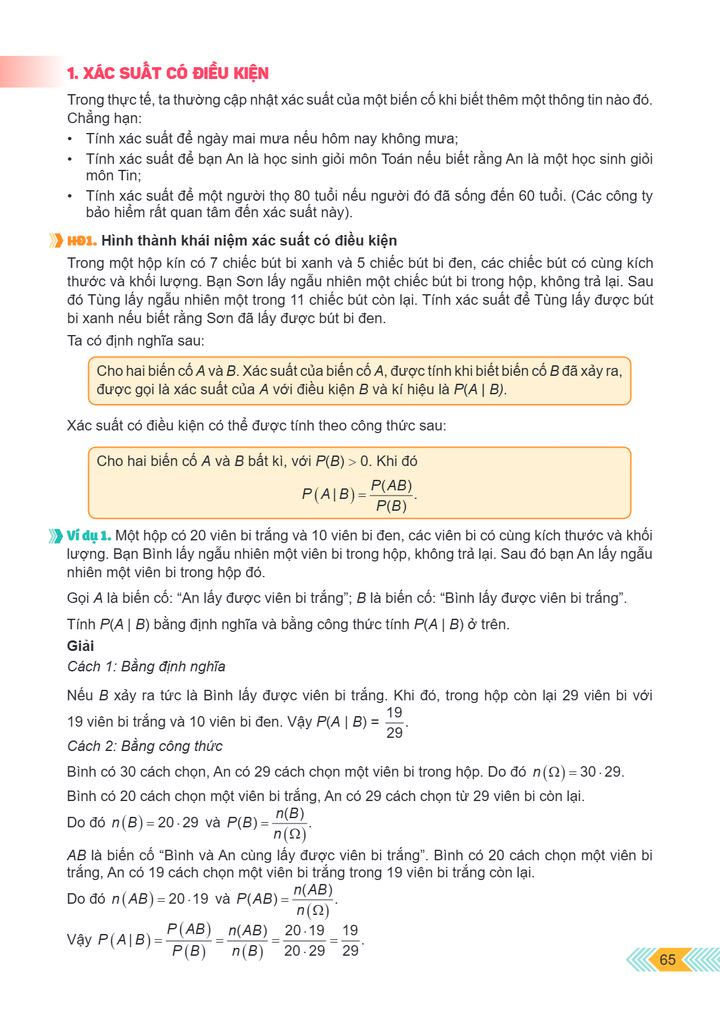 1. XÁC SUẤT CÓ ĐIỀU KIỆN
Trong thực tế, ta thường cập nhật xác suất của một biến cố khi biết thêm một thông tin nào đó.
Chẳng hạn:
• Tính xác suất để ngày mai mưa nếu hôm nay không mưa;
• Tính xác suất để bạn An là học sinh giỏi môn Toán nếu biết rằng An là một học sinh giỏi
môn Tin;
• Tính xác suất để một người thọ 80 tuổi nếu người đó đã sống đến 60 tuổi. (Các công ty
bảo hiểm rất quan tâm đến xác suất này).
HĐ1. Hình thành khái niệm xác suất có điều kiện
Trong một hộp kín có 7 chiếc bút bi xanh và 5 chiếc bút bi đen, các chiếc bút có cùng kích
thước và khối lượng. Bạn Sơn lấy ngẫu nhiên một chiếc bút bi trong hộp, không trả lại. Sau
đó Tùng lấy ngẫu nhiên một trong 11 chiếc bút còn lại. Tính xác suất để Tùng lấy được bút
bi xanh nếu biết rằng Sơn đã lấy được bút bi đen.
Ta có định nghĩa sau:
Cho hai biến cố A và B. Xác suất của biến cố A, được tính khi biết biến cố B đã xảy ra,
được gọi là xác suất của A với điều kiện B và kí hiệu là P(A | B).
Xác suất có điều kiện có thể được tính theo công thức sau:
Cho hai biến cố A và B bất kì, với P(B) > 0. Khi đó
P(A | B) = P(AB)/P(B).
Ví dụ 1. Một hộp có 20 viên bi trắng và 10 viên bi đen, các viên bi có cùng kích thước và khối
lượng. Bạn Bình lấy ngẫu nhiên một viên bi trong hộp, không trả lại. Sau đó bạn An lấy ngẫu
nhiên một viên bi trong hộp đó.
Gọi A là biến cố: “An lấy được viên bi trắng”; B là biến cố: “Bình lấy được viên bi trắng”.
Tính P(A | B) bằng định nghĩa và bằng công thức tính P(A | B) ở trên.
Giải
Cách 1: Bằng định nghĩa
Nếu B xảy ra tức là Bình lấy được viên bi trắng. Khi đó, trong hộp còn lại 29 viên bi với
19 viên bi trắng và 10 viên bi đen. Vậy P(A | B) = 19/29.
Cách 2: Bằng công thức
Bình có 30 cách chọn, An có 29 cách chọn một viên bi trong hộp. Do đó n(Ω) = 30 · 29.
Bình có 20 cách chọn một viên bi trắng, An có 29 cách chọn từ 29 viên bi còn lại.
Do đó n(B) = 20 · 29 và P(B) = n(B)/n(Ω).
AB là biến cố “Bình và An cùng lấy được viên bi trắng”. Bình có 20 cách chọn một viên bi
trắng, An có 19 cách chọn một viên bi trắng trong 19 viên bi trắng còn lại.
Do đó n(AB) = 20 · 19 và P(AB) = n(AB)/n(Ω).
Vậy P(A | B) = P(AB)/P(B) = n(AB)/n(B) = 20 · 19/20 · 29 = 19/29.
65